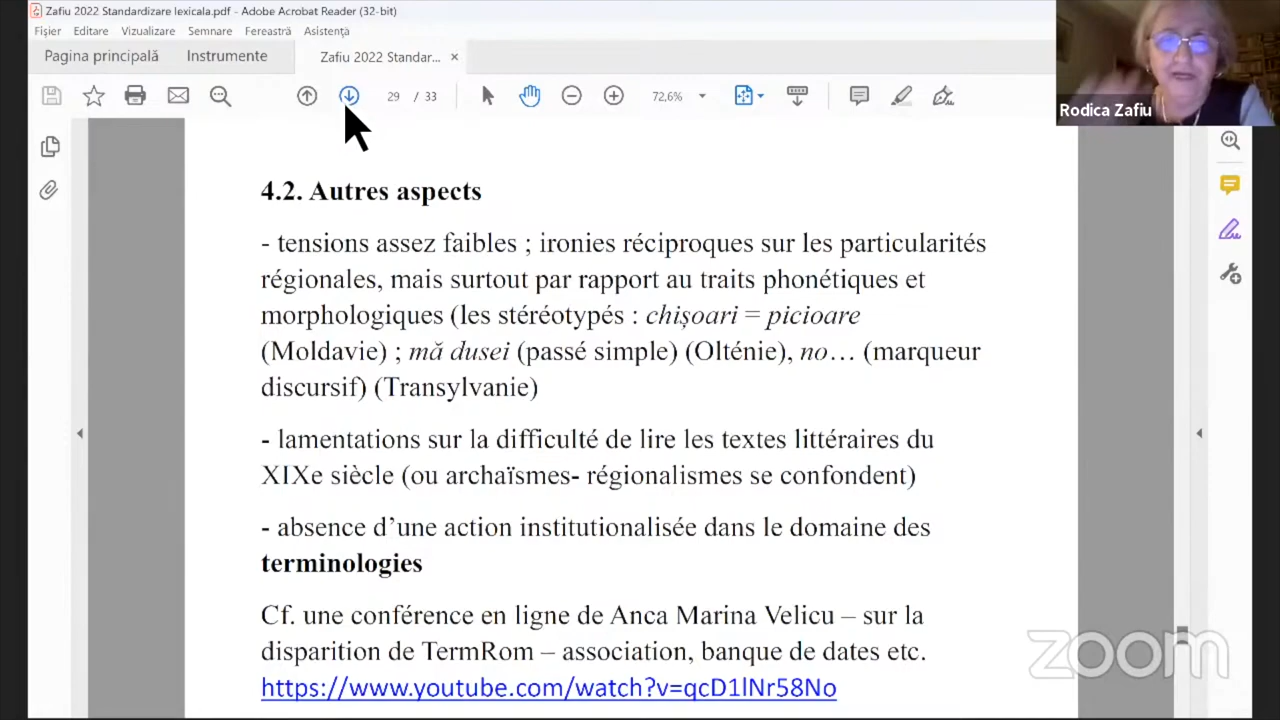 Zafiu 2022 Standardizare lexicala.pdf - Adobe Acrobat Reader (32-bit)
Fișier Editare Vizualizare Semnare Fereastră Asistență
Pagina principală Instrumente Zafiu 2022 Standar... ×
29 / 33 72,6%
Rodica Zafiu
4.2. Autres aspects
- tensions assez faibles ; ironies réciproques sur les particularités
régionales, mais surtout par rapport au traits phonétiques et
morphologiques (les stéréotypés : chișoari = picioare
(Moldavie) ; mă dusei (passé simple) (Olténie), no… (marqueur
discursif) (Transylvanie)
- lamentations sur la difficulté de lire les textes littéraires du
XIXe siècle (ou archaïsmes- régionalismes se confondent)
- absence d’une action institutionalisée dans le domaine des
terminologies
Cf. une conférence en ligne de Anca Marina Velicu – sur la
disparition de TermRom – association, banque de dates etc.
https://www.youtube.com/watch?v=qcD1lNr58No
zoom